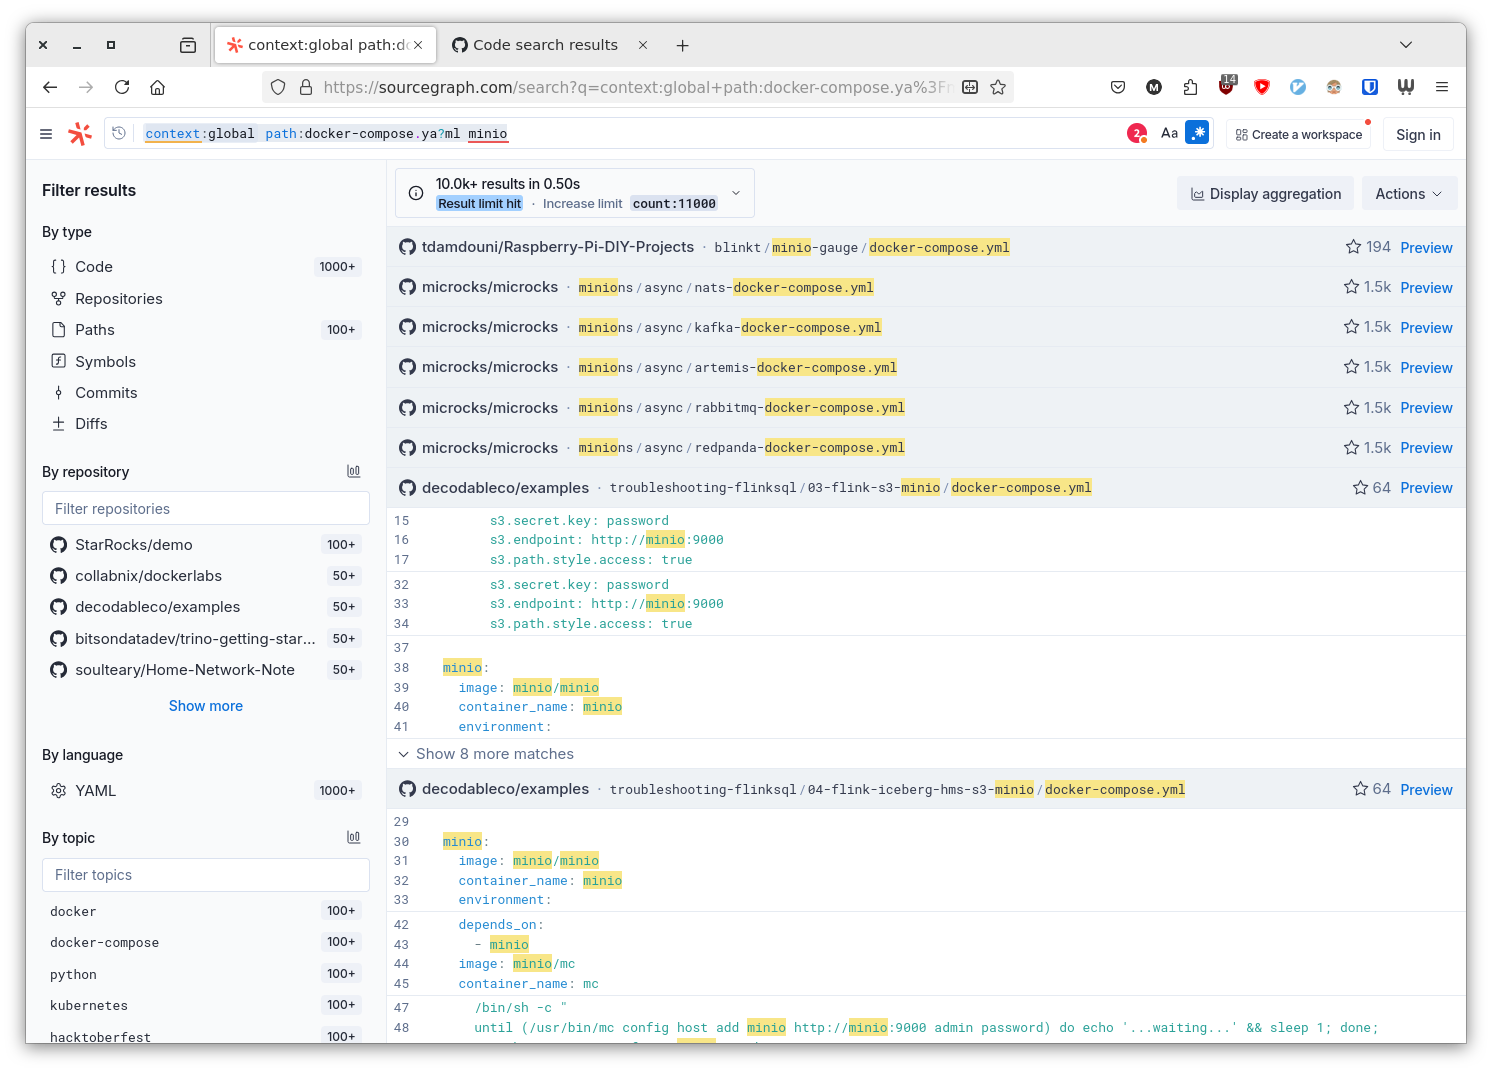 context:global path:do
Code search results
https://sourcegraph.com/search?q=context:global+path:docker-compose.ya%3F
14
M
context:global path:docker-compose.ya?ml minio
2
Aa
.*
Create a workspace
Sign in
Filter results
By type
Code 1000+
Repositories
Paths 100+
Symbols
Commits
Diffs
By repository
Filter repositories
StarRocks/demo 100+
collabnix/dockerlabs 50+
decodableco/examples 50+
bitsondatadev/trino-getting-star... 50+
soulteary/Home-Network-Note 50+
Show more
By language
YAML 1000+
By topic
Filter topics
docker 100+
docker-compose 100+
python 100+
kubernetes 100+
hacktoberfest 100+
10.0k+ results in 0.50s
Result limit hit · Increase limit count:11000
Display aggregation
Actions
tdamdouni/Raspberry-Pi-DIY-Projects · blinkt/minio-gauge/docker-compose.yml 194 Preview
microcks/microcks · minions/async/nats-docker-compose.yml 1.5k Preview
microcks/microcks · minions/async/kafka-docker-compose.yml 1.5k Preview
microcks/microcks · minions/async/artemis-docker-compose.yml 1.5k Preview
microcks/microcks · minions/async/rabbitmq-docker-compose.yml 1.5k Preview
microcks/microcks · minions/async/redpanda-docker-compose.yml 1.5k Preview
decodableco/examples · troubleshooting-flinksql/03-flink-s3-minio/docker-compose.yml 64 Preview
15 s3.secret.key: password
16 s3.endpoint: http://minio:9000
17 s3.path.style.access: true
32 s3.secret.key: password
33 s3.endpoint: http://minio:9000
34 s3.path.style.access: true
37
38 minio:
39 image: minio/minio
40 container_name: minio
41 environment:
Show 8 more matches
decodableco/examples · troubleshooting-flinksql/04-flink-iceberg-hms-s3-minio/docker-compose.yml 64 Preview
29
30 minio:
31 image: minio/minio
32 container_name: minio
33 environment:
42 depends_on:
43 - minio
44 image: minio/mc
45 container_name: mc
47 /bin/sh -c "
48 until (/usr/bin/mc config host add minio http://minio:9000 admin password) do echo '...waiting...' && sleep 1; done;